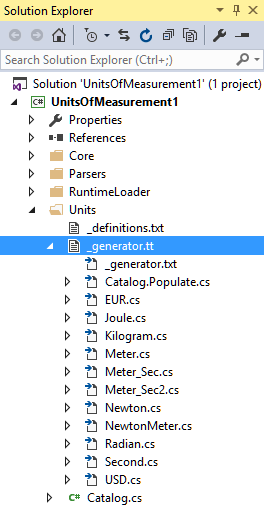 Solution Explorer
Search Solution Explorer (Ctrl+;)
Solution 'UnitsOfMeasurement1' (1 project)
C# UnitsOfMeasurement1
Properties
References
Core
Parsers
RuntimeLoader
Units
_definitions.txt
_generator.tt
_generator.txt
Catalog.Populate.cs
EUR.cs
Joule.cs
Kilogram.cs
Meter.cs
Meter_Sec.cs
Meter_Sec2.cs
Newton.cs
NewtonMeter.cs
Radian.cs
Second.cs
USD.cs
C# Catalog.cs